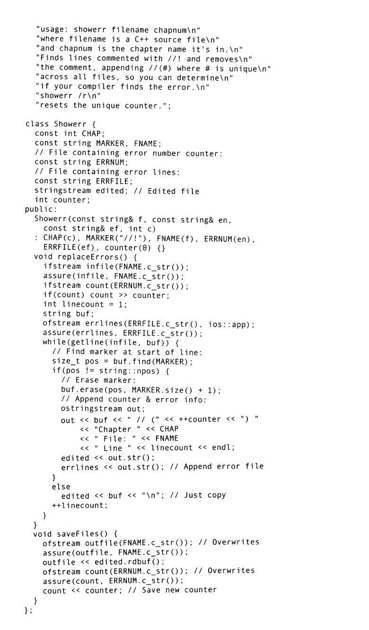 "usage: showerr filename chapnum\n"
"where filename is a C++ source file\n"
"and chapnum is the chapter name it's in.\n"
"Finds lines commented with //! and removes\n"
"the comment, appending //(#) where # is unique\n"
"across all files, so you can determine\n"
"if your compiler finds the error.\n"
"showerr /r\n"
"resets the unique counter.";
class Showerr {
const int CHAP;
const string MARKER, FNAME;
// File containing error number counter:
const string ERRNUM;
// File containing error lines:
const string ERRFILE;
stringstream edited; // Edited file
int counter;
public:
Showerr(const string& f, const string& en,
const string& ef, int c)
: CHAP(c), MARKER("//!"), FNAME(f), ERRNUM(en),
ERRFILE(ef), counter(0) {}
void replaceErrors() {
ifstream infile(FNAME.c_str());
assure(infile, FNAME.c_str());
ifstream count(ERRNUM.c_str());
if(count) count >> counter;
int linecount = 1;
string buf;
ofstream errlines(ERRFILE.c_str(), ios::app);
assure(errlines, ERRFILE.c_str());
while(getline(infile, buf)) {
// Find marker at start of line:
size_t pos = buf.find(MARKER);
if(pos != string::npos) {
// Erase marker:
buf.erase(pos, MARKER.size() + 1);
// Append counter & error info:
ostringstream out;
out << buf << " // (" << ++counter << ") "
<< "Chapter " << CHAP
<< " File: " << FNAME
<< " Line " << linecount << endl;
edited << out.str();
errlines << out.str(); // Append error file
}
else
edited << buf << "\n"; // Just copy
++linecount;
}
}
void saveFiles() {
ofstream outfile(FNAME.c_str()); // Overwrites
assure(outfile, FNAME.c_str());
outfile << edited.rdbuf();
ofstream count(ERRNUM.c_str()); // Overwrites
assure(count, ERRNUM.c_str());
count << counter; // Save new counter
}
};